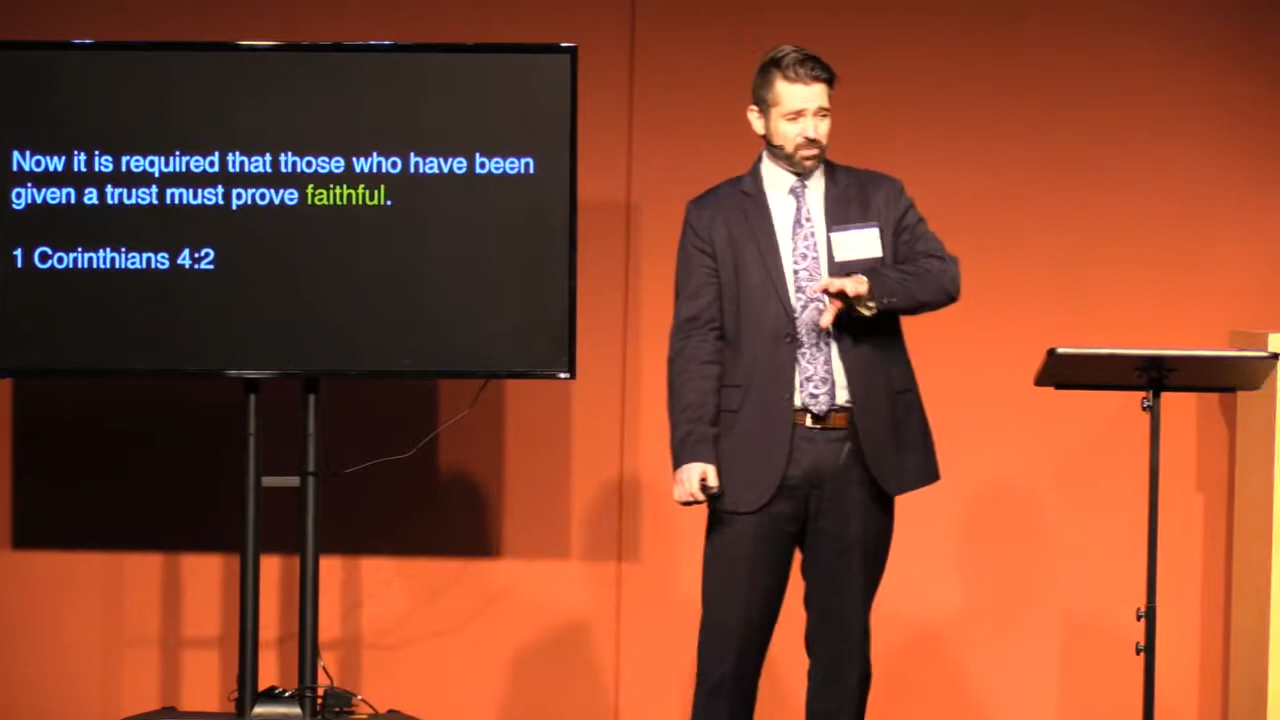 Now it is required that those who have been
given a trust must prove faithful.
1 Corinthians 4:2